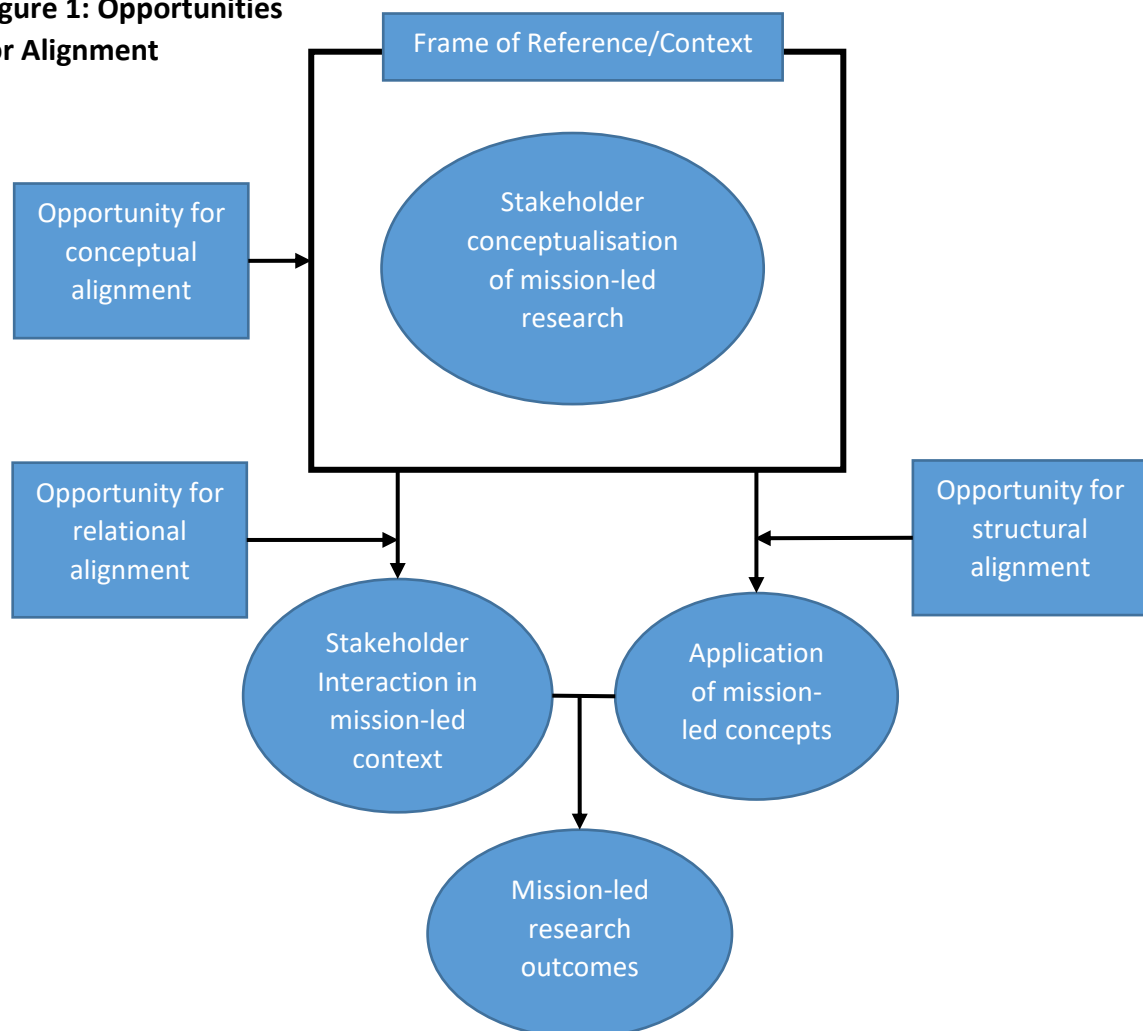 gure 1: Opportunities
or Alignment
Frame of Reference/Context
Stakeholder
conceptualisation
of mission-led
research
Opportunity for
conceptual
alignment
Opportunity for
relational
alignment
Opportunity for
structural
alignment
Stakeholder
Interaction in
mission-led
context
Application
of mission-
led concepts
Mission-led
research
outcomes